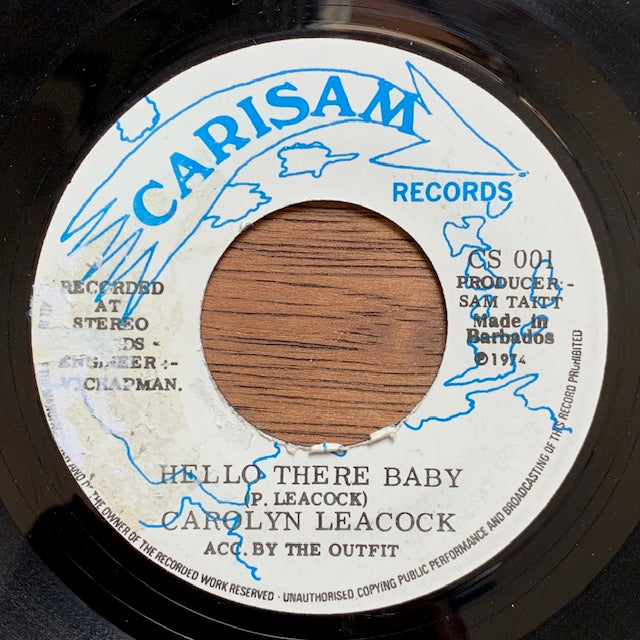 CARISAM
RECORDS
CS 001
PRODUCER:-
SAM TAITT
Made in
Barbados
©1974
RECORDED
AT
STEREO
ENGINEER:-
CHAPMAN.
HELLO THERE BABY
(P. LEACOCK)
CAROLYN LEACOCK
ACC. BY THE OUTFIT
THE OWNER OF THE RECORDED WORK RESERVED · UNAUTHORISED COPYING PUBLIC PERFORMANCE AND BROADCASTING OF THIS RECORD PROHIBITED